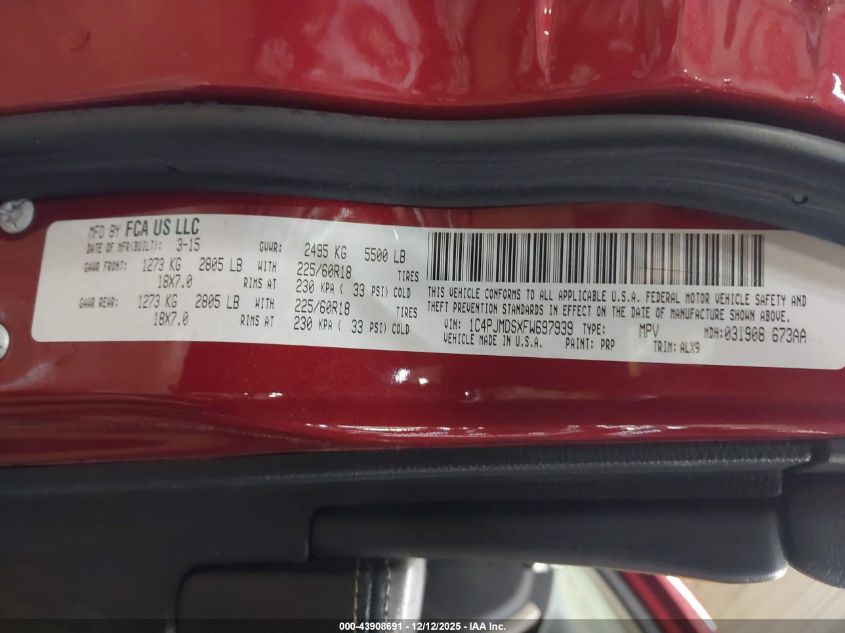 MFD BY FCA US LLC
DATE OF MFR(BUILT): 3-15 GVWR: 2495 KG 5500 LB
GAWR FRONT: 1273 KG 2805 LB WITH 225/60R18 TIRES
18X7.0 RIMS AT 230 KPA ( 33 PSI) COLD
GAWR REAR: 1273 KG 2805 LB WITH 225/60R18 TIRES
18X7.0 RIMS AT 230 KPA ( 33 PSI) COLD
THIS VEHICLE CONFORMS TO ALL APPLICABLE U.S.A. FEDERAL MOTOR VEHICLE SAFETY AND
THEFT PREVENTION STANDARDS IN EFFECT ON THE DATE OF MANUFACTURE SHOWN ABOVE.
VIN: 1C4PJMDSXFW697939 TYPE: MPV MDH:031908 673AA
VEHICLE MADE IN U.S.A. PAINT: PRP TRIM: ALX9
000-43908691 - 12/12/2025 - IAA Inc.